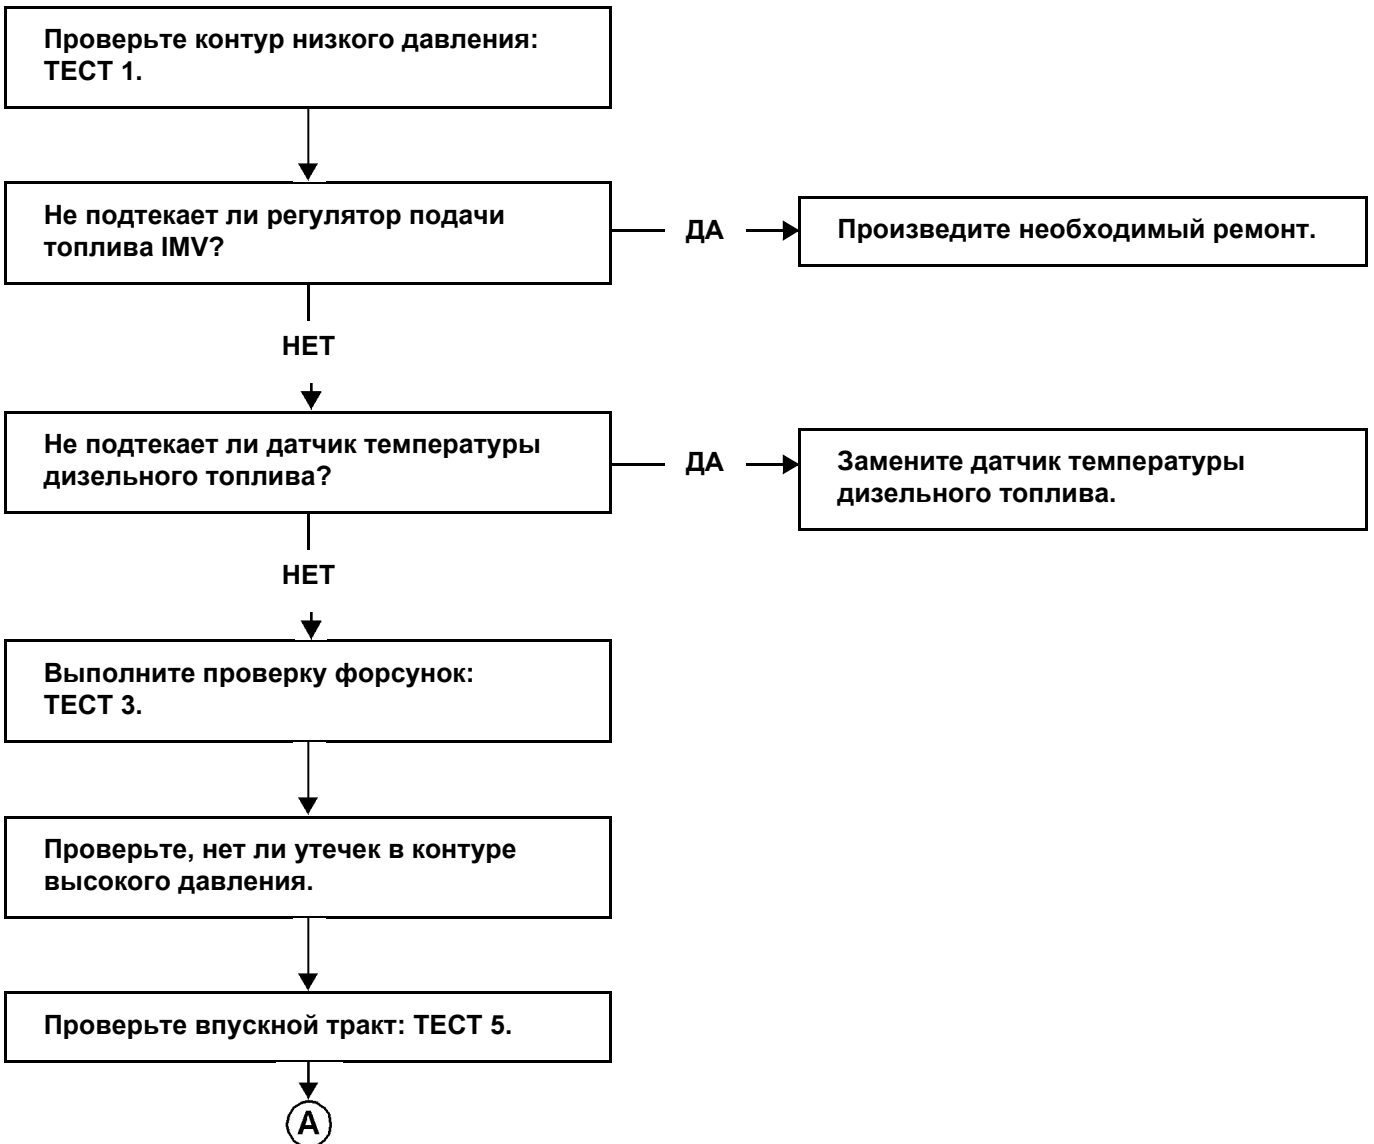 Проверьте контур низкого давления:
ТЕСТ 1.
Не подтекает ли регулятор подачи
топлива IMV?
ДА
Произведите необходимый ремонт.
НЕТ
Не подтекает ли датчик температуры
дизельного топлива?
ДА
Замените датчик температуры
дизельного топлива.
НЕТ
Выполните проверку форсунок:
ТЕСТ 3.
Проверьте, нет ли утечек в контуре
высокого давления.
Проверьте впускной тракт: ТЕСТ 5.
A